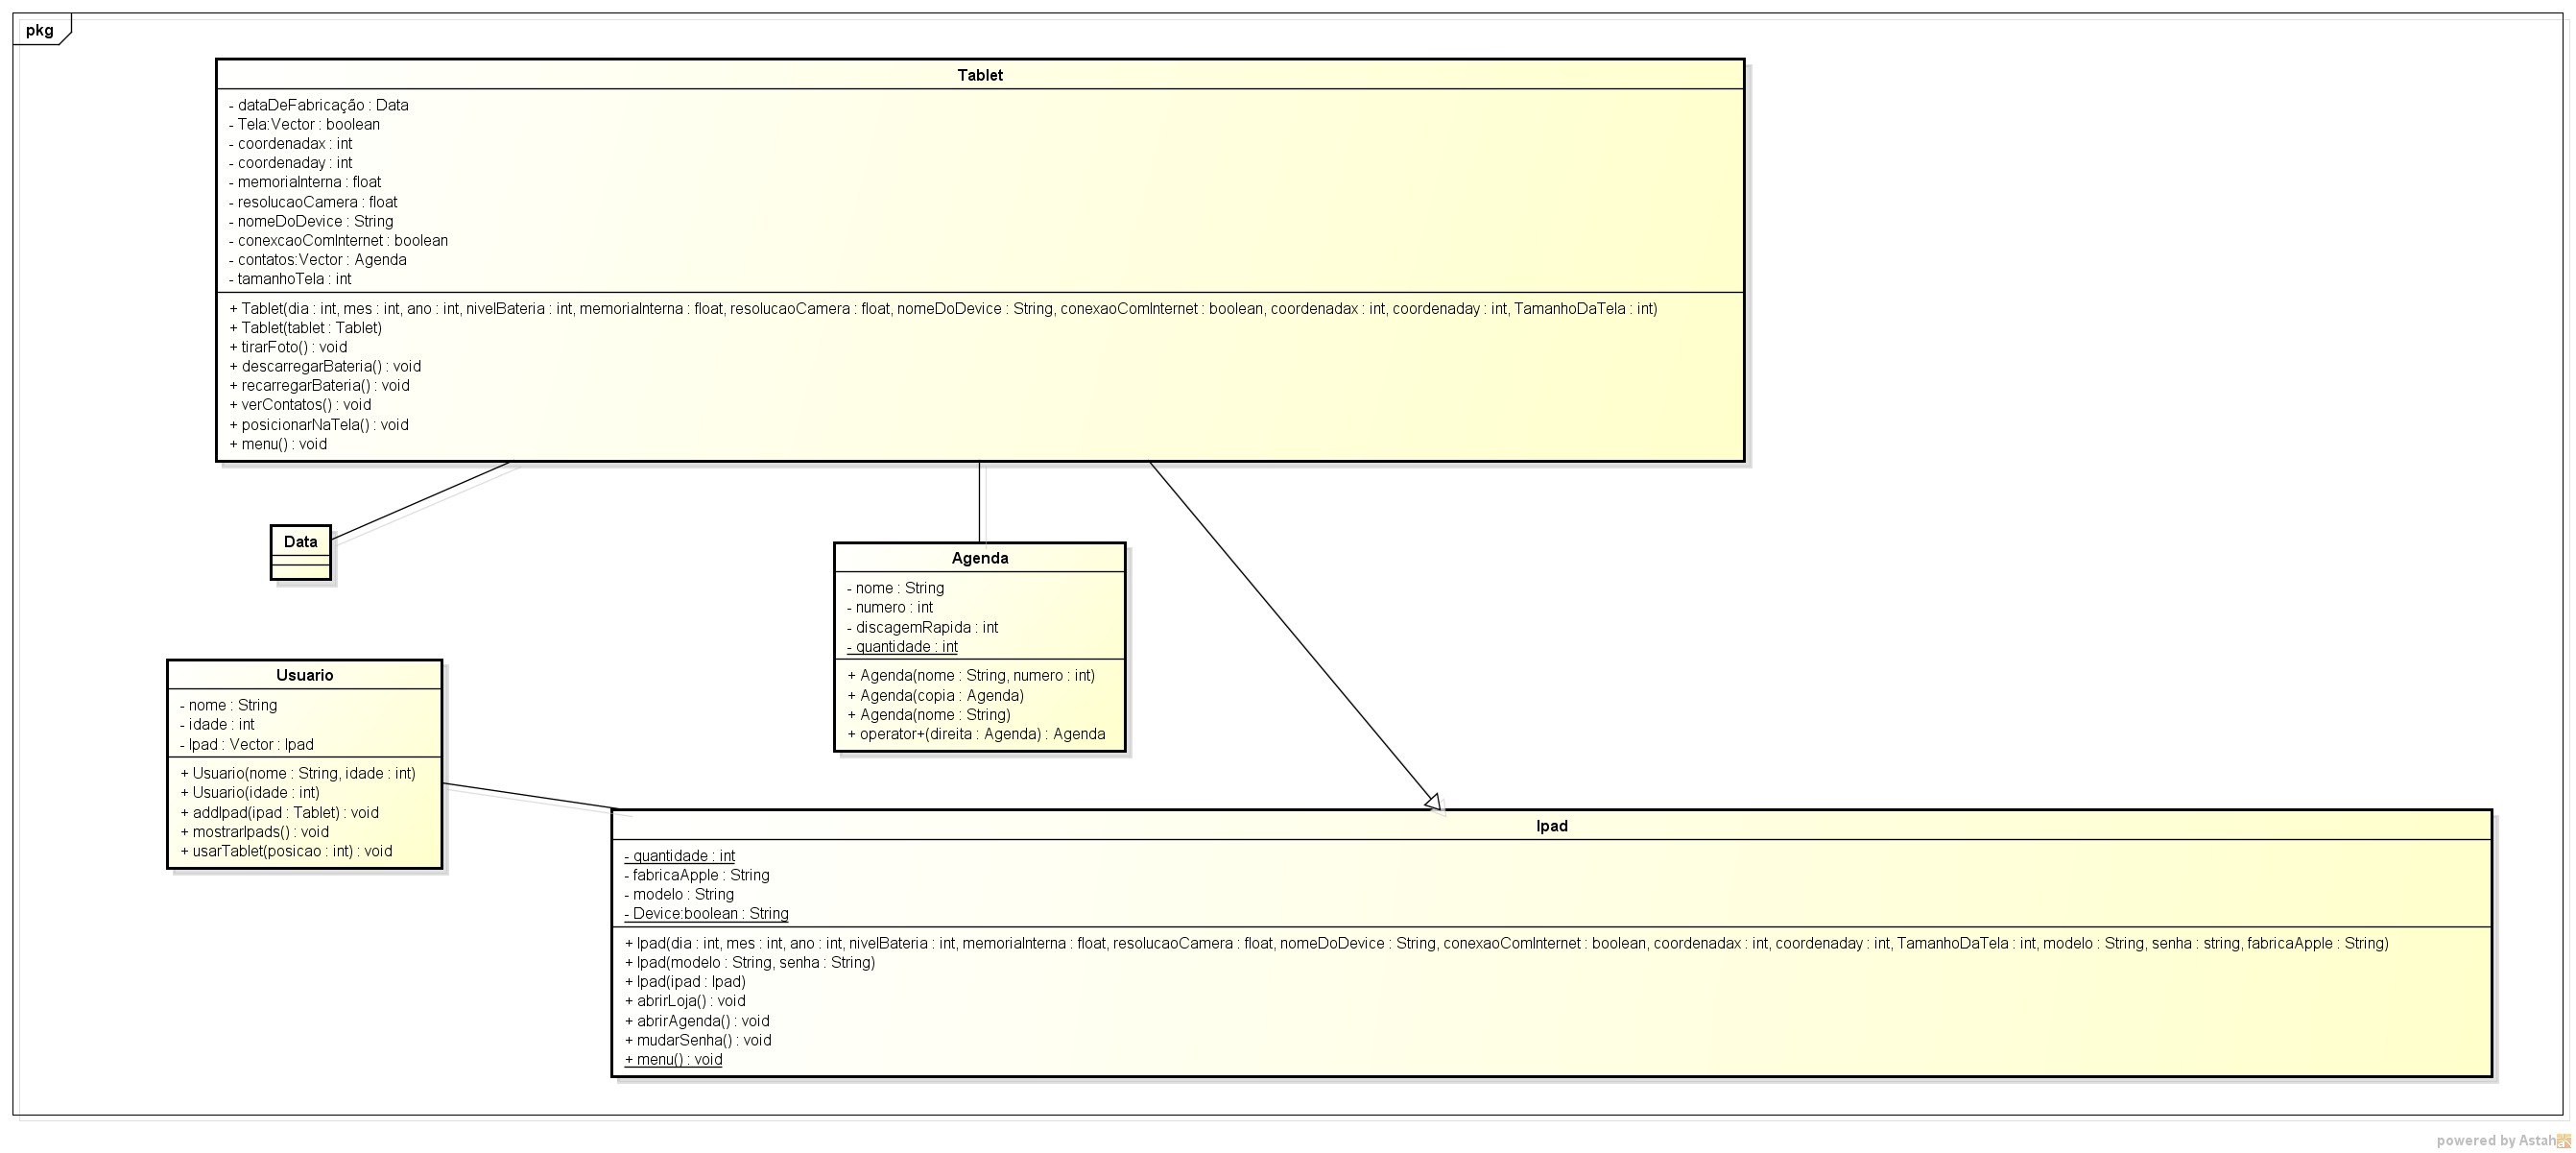 pkg
Tablet
- dataDeFabricação : Data
- Tela:Vector : boolean
- coordenadax : int
- coordenaday : int
- memoriaInterna : float
- resolucaoCamera : float
- nomeDoDevice : String
- conexcaoComInternet : boolean
- contatos:Vector : Agenda
- tamanhoTela : int
+ Tablet(dia : int, mes : int, ano : int, nivelBateria : int, memoriaInterna : float, resolucaoCamera : float, nomeDoDevice : String, conexaoComInternet : boolean, coordenadax : int, coordenaday : int, TamanhoDaTela : int)
+ Tablet(tablet : Tablet)
+ tirarFoto() : void
+ descarregarBateria() : void
+ recarregarBateria() : void
+ verContatos() : void
+ posicionarNaTela() : void
+ menu() : void
Data
Agenda
- nome : String
- numero : int
- discagemRapida : int
- quantidade : int
+ Agenda(nome : String, numero : int)
+ Agenda(copia : Agenda)
+ Agenda(nome : String)
+ operator+(direita : Agenda) : Agenda
Usuario
- nome : String
- idade : int
- Ipad : Vector : Ipad
+ Usuario(nome : String, idade : int)
+ Usuario(idade : int)
+ addIpad(ipad : Tablet) : void
+ mostrarIpads() : void
+ usarTablet(posicao : int) : void
Ipad
- quantidade : int
- fabricaApple : String
- modelo : String
- Device:boolean : String
+ Ipad(dia : int, mes : int, ano : int, nivelBateria : int, memoriaInterna : float, resolucaoCamera : float, nomeDoDevice : String, conexaoComInternet : boolean, coordenadax : int, coordenaday : int, TamanhoDaTela : int, modelo : String, senha : string, fabricaApple : String)
+ Ipad(modelo : String, senha : String)
+ Ipad(ipad : Ipad)
+ abrirLoja() : void
+ abrirAgenda() : void
+ mudarSenha() : void
+ menu() : void
powered by Astah